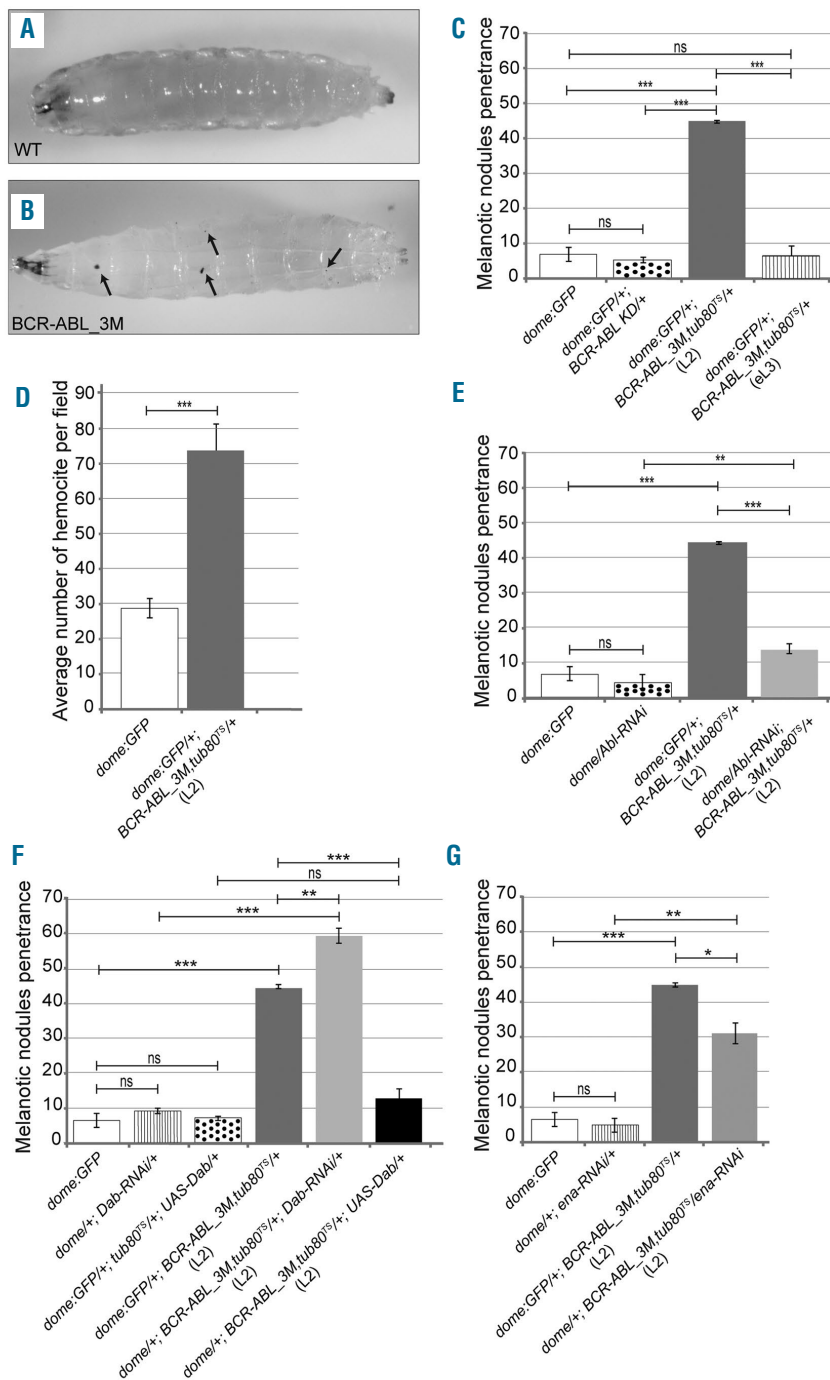 A
WT
B
BCR-ABL_3M
C
Melanotic nodules penetrance
70
60
50
40
30
20
10
0
ns
***
***
***
ns
dome:GFP
dome:GFP/+;
BCR-ABL KD/+
dome:GFP/+;
BCR-ABL_3M,tub80TS/+
(L2)
dome:GFP/+;
BCR-ABL_3M,tub80TS/+
(eL3)
D
Average number of hemocite per field
90
80
70
60
50
40
30
20
10
0
***
dome:GFP
dome:GFP/+;
BCR-ABL_3M,tub80TS/+
(L2)
E
Melanotic nodules penetrance
70
60
50
40
30
20
10
0
**
***
***
ns
dome:GFP
dome/Abl-RNAi
dome:GFP/+;
BCR-ABL_3M,tub80TS/+
(L2)
dome/Abl-RNAi;
BCR-ABL_3M,tub80TS/+
(L2)
F
Melanotic nodules penetrance
70
60
50
40
30
20
10
0
***
ns
**
***
***
ns
ns
dome:GFP
dome/+; Dab-RNAi/+
dome:GFP/+; tub80TS/+; UAS-Dab/+
dome:GFP/+; BCR-ABL_3M,tub80TS/+
(L2)
dome/+; BCR-ABL_3M,tub80TS/+; Dab-RNAi/+
(L2)
dome/+; BCR-ABL_3M,tub80TS/+; UAS-Dab/+
(L2)
G
Melanotic nodules penetrance
70
60
50
40
30
20
10
0
**
***
*
ns
dome:GFP
dome/+; ena-RNAi/+
dome:GFP/+; BCR-ABL_3M,tub80TS/+
(L2)
dome/+; BCR-ABL_3M,tub80TS/ena-RNAi
(L2)